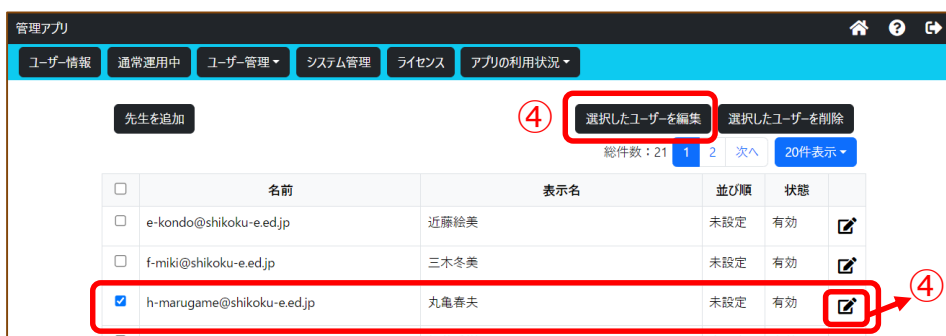 管理アプリ
ユーザー情報 通常運用中 ユーザー管理 システム管理 ライセンス アプリの利用状況
先生を追加 ④ 選択したユーザーを編集 選択したユーザーを削除
総件数：21 1 2 次へ 20件表示
名前 表示名 並び順 状態
e-kondo@shikoku-e.ed.jp 近藤絵美 未設定 有効
f-miki@shikoku-e.ed.jp 三木冬美 未設定 有効
h-marugame@shikoku-e.ed.jp 丸亀春夫 未設定 有効 ④